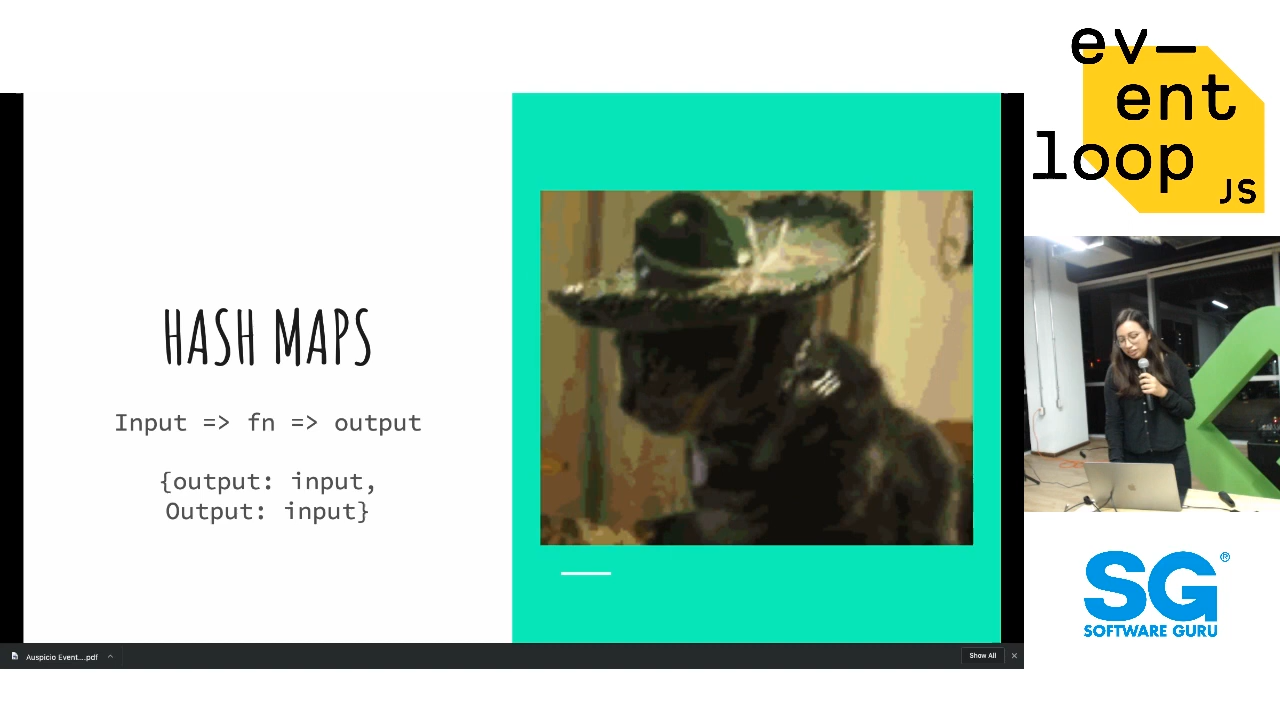 HASH MAPS
Input => fn => output
{output: input,
Output: input}
Auspicio Event....pdf
Show All
ev—
ent
loop
JS
SG®
SOFTWARE GURU